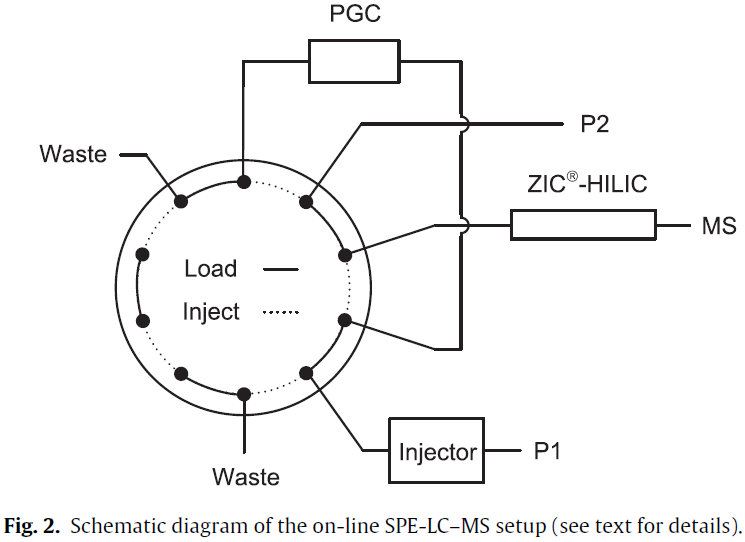 PGC
P2
Waste
ZIC®-HILIC
MS
Load
Inject
Injector
P1
Waste
Fig. 2. Schematic diagram of the on-line SPE-LC–MS setup (see text for details).